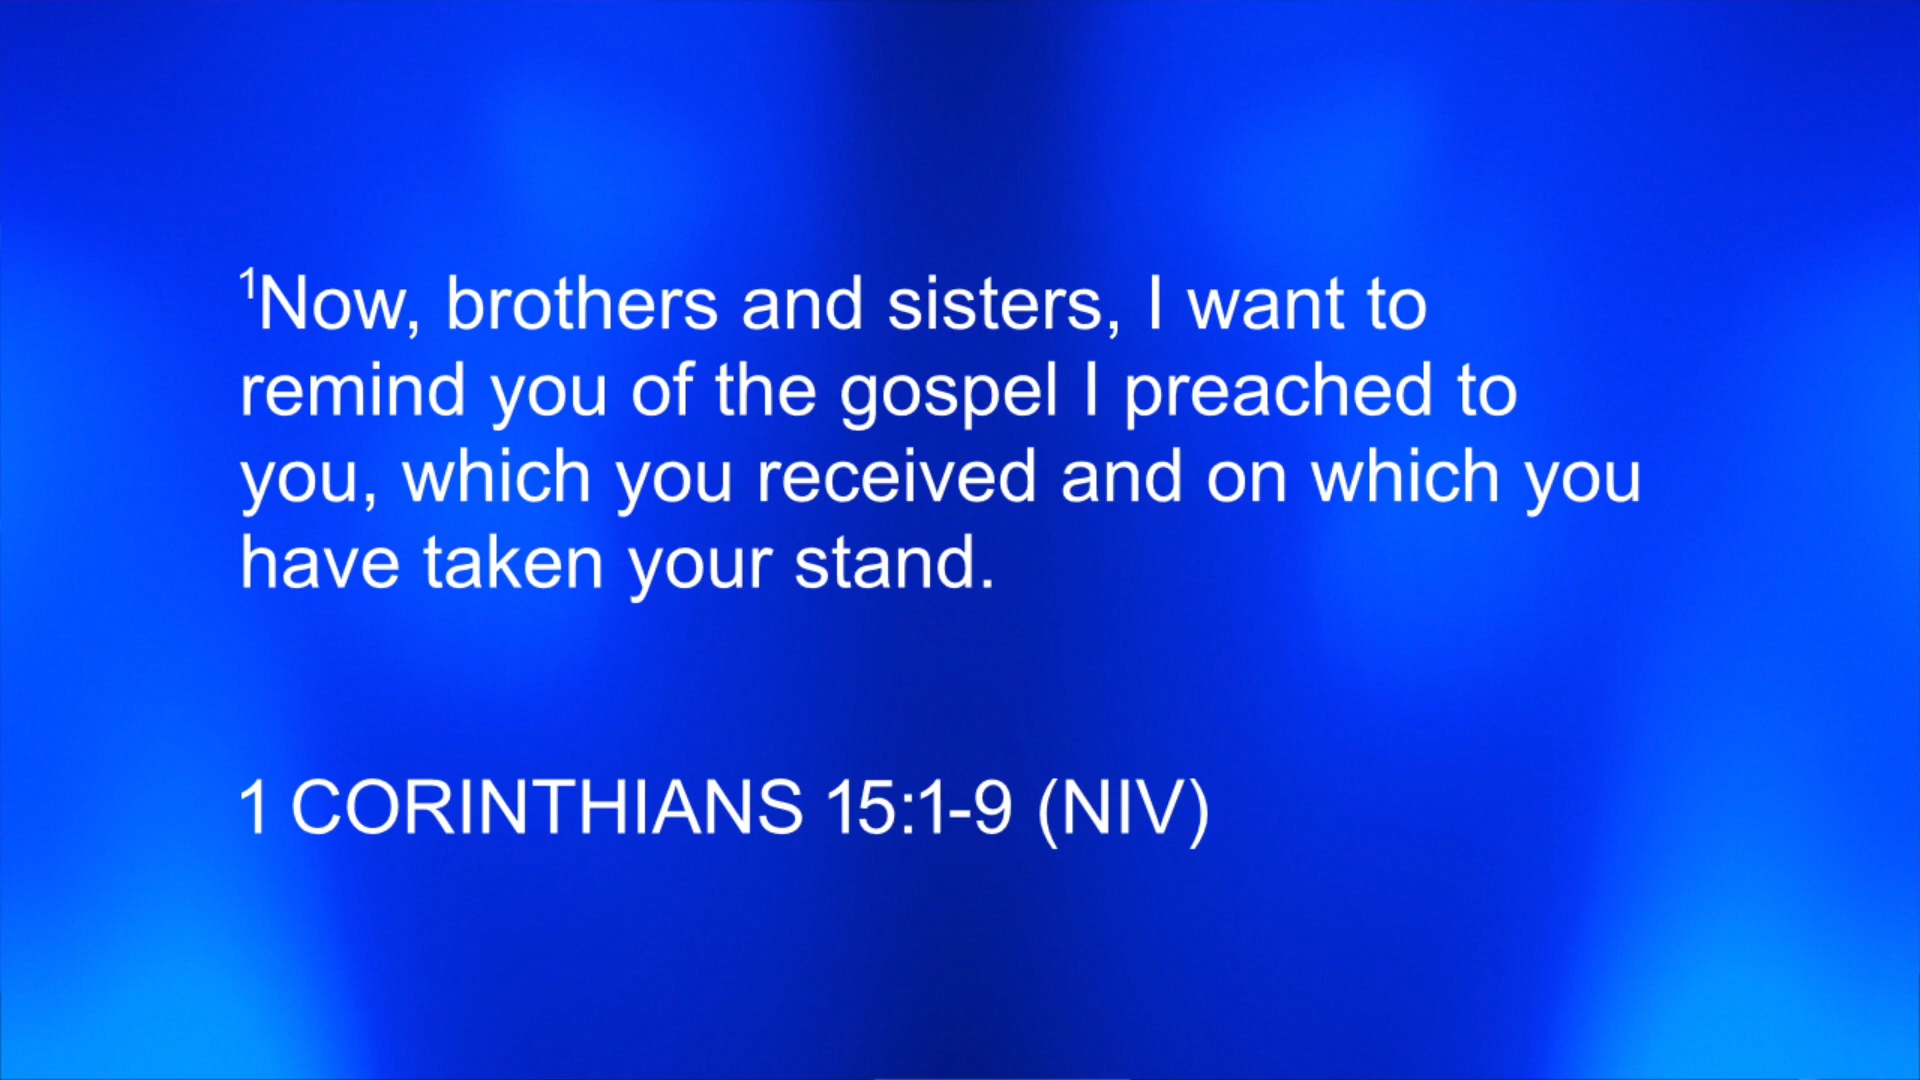 ¹Now, brothers and sisters, I want to
remind you of the gospel I preached to
you, which you received and on which you
have taken your stand.
1 CORINTHIANS 15:1-9 (NIV)